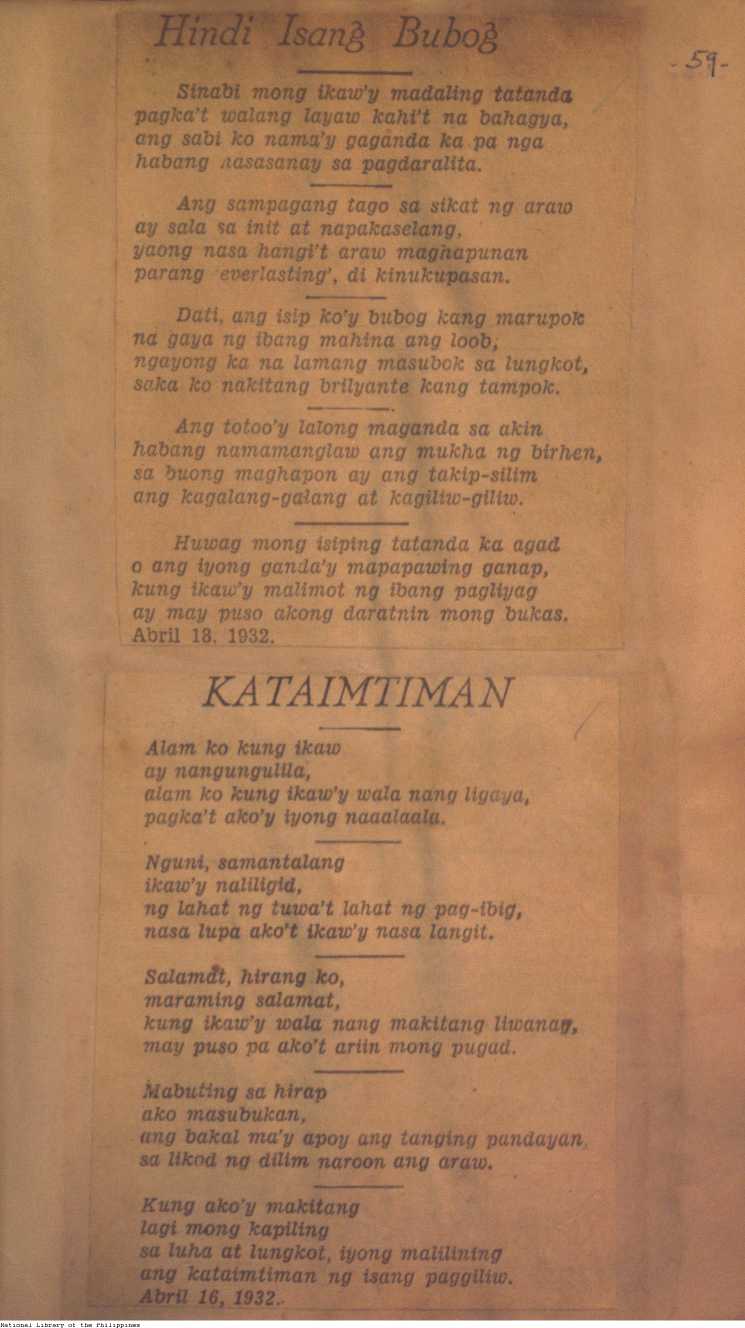 Hindi Isang Bubog
- 59 -
Sinabi mong ikaw'y madaling tatanda
pagka't walang layaw kahi't na bahagya,
ang sabi ko nama'y gaganda ka pa nga
habang nasasanay sa pagdaralita.
Ang sampagang tago sa sikat ng araw
ay sala sa init at napakaselang,
yaong nasa hangi't araw maghapunan
parang 'everlasting', di kinukupasan.
Dati, ang isip ko'y bubog kang marupok
na gaya ng ibang mahina ang loob,
ngayong ka na lamang masubok sa lungkot,
saka ko nakitang brilyante kang tampok.
Ang totoo'y lalong maganda sa akin
habang namamanglaw ang mukha ng birhen,
sa buong maghapon ay ang takip-silim
ang kagalang-galang at kagiliw-giliw.
Huwag mong isiping tatanda ka agad
o ang iyong ganda'y mapapawing ganap,
kung ikaw'y malimot ng ibang pagliyag
ay may puso akong daratnin mong bukas.
Abril 18, 1932.
KATAIMTIMAN
Alam ko kung ikaw
ay nangungulila,
alam ko kung ikaw'y wala nang ligaya,
pagka't ako'y iyong naaalaala.
Nguni, samantalang
ikaw'y naliligid,
ng lahat ng tuwa't lahat ng pag-ibig,
nasa lupa ako't ikaw'y nasa langit.
Salamat, hirang ko,
maraming salamat,
kung ikaw'y wala nang makitang liwanag,
may puso pa ako't ariin mong pugad.
Mabuting sa hirap
ako masubukan,
ang bakal ma'y apoy ang tanging pandayan,
sa likod ng dilim naroon ang araw.
Kung ako'y makitang
lagi mong kapiling
sa luha at lungkot, iyong malilining
ang kataimtiman ng isang paggiliw.
Abril 16, 1932.
National Library of the Philippines